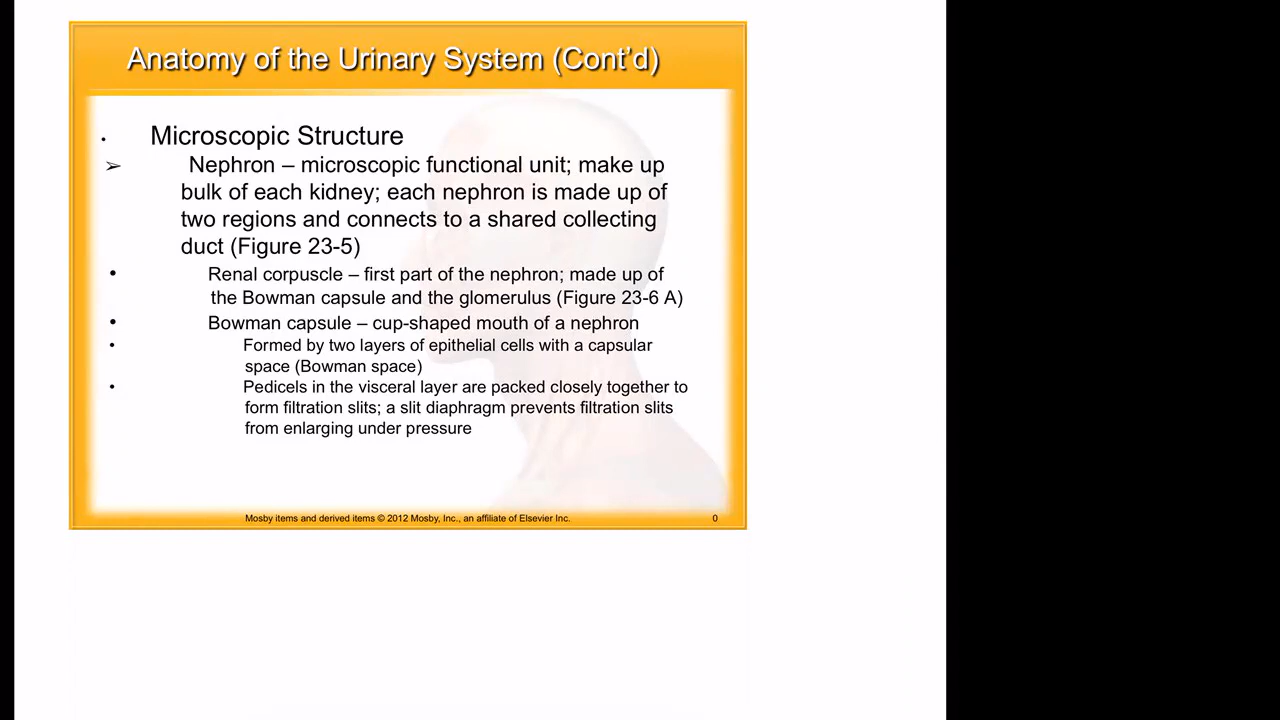 Anatomy of the Urinary System (Cont’d)
• Microscopic Structure
➢ Nephron – microscopic functional unit; make up
bulk of each kidney; each nephron is made up of
two regions and connects to a shared collecting
duct (Figure 23-5)
• Renal corpuscle – first part of the nephron; made up of
the Bowman capsule and the glomerulus (Figure 23-6 A)
• Bowman capsule – cup-shaped mouth of a nephron
• Formed by two layers of epithelial cells with a capsular
space (Bowman space)
• Pedicels in the visceral layer are packed closely together to
form filtration slits; a slit diaphragm prevents filtration slits
from enlarging under pressure
Mosby items and derived items © 2012 Mosby, Inc., an affiliate of Elsevier Inc. 0